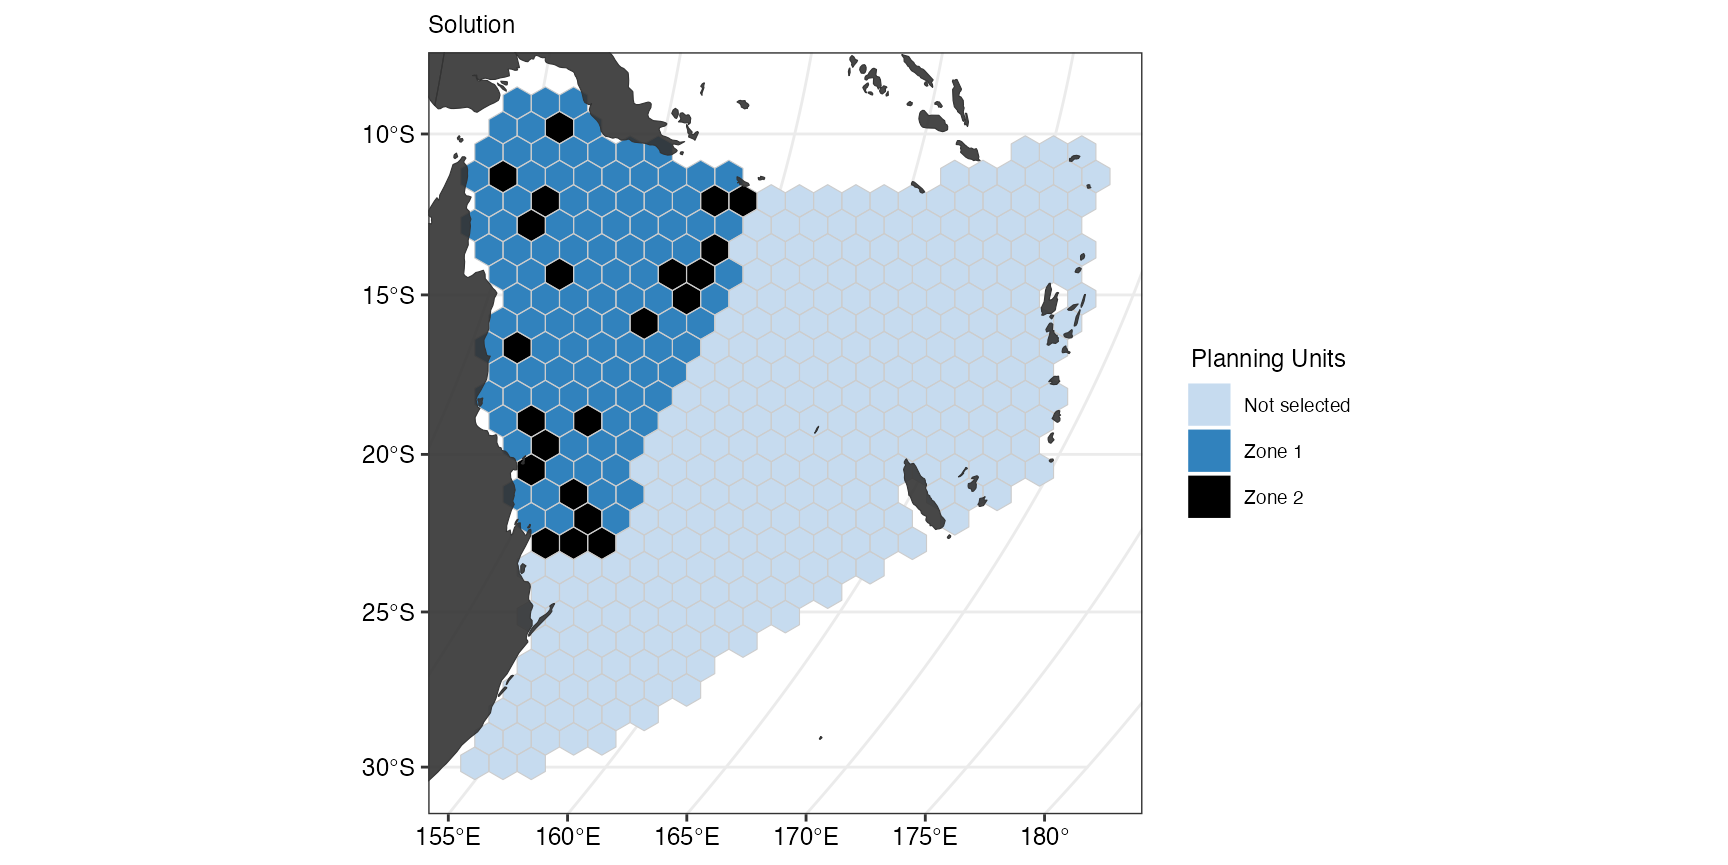 Solution
10°S
15°S
20°S
25°S
30°S
155°E 160°E 165°E 170°E 175°E 180°
Planning Units
Not selected
Zone 1
Zone 2